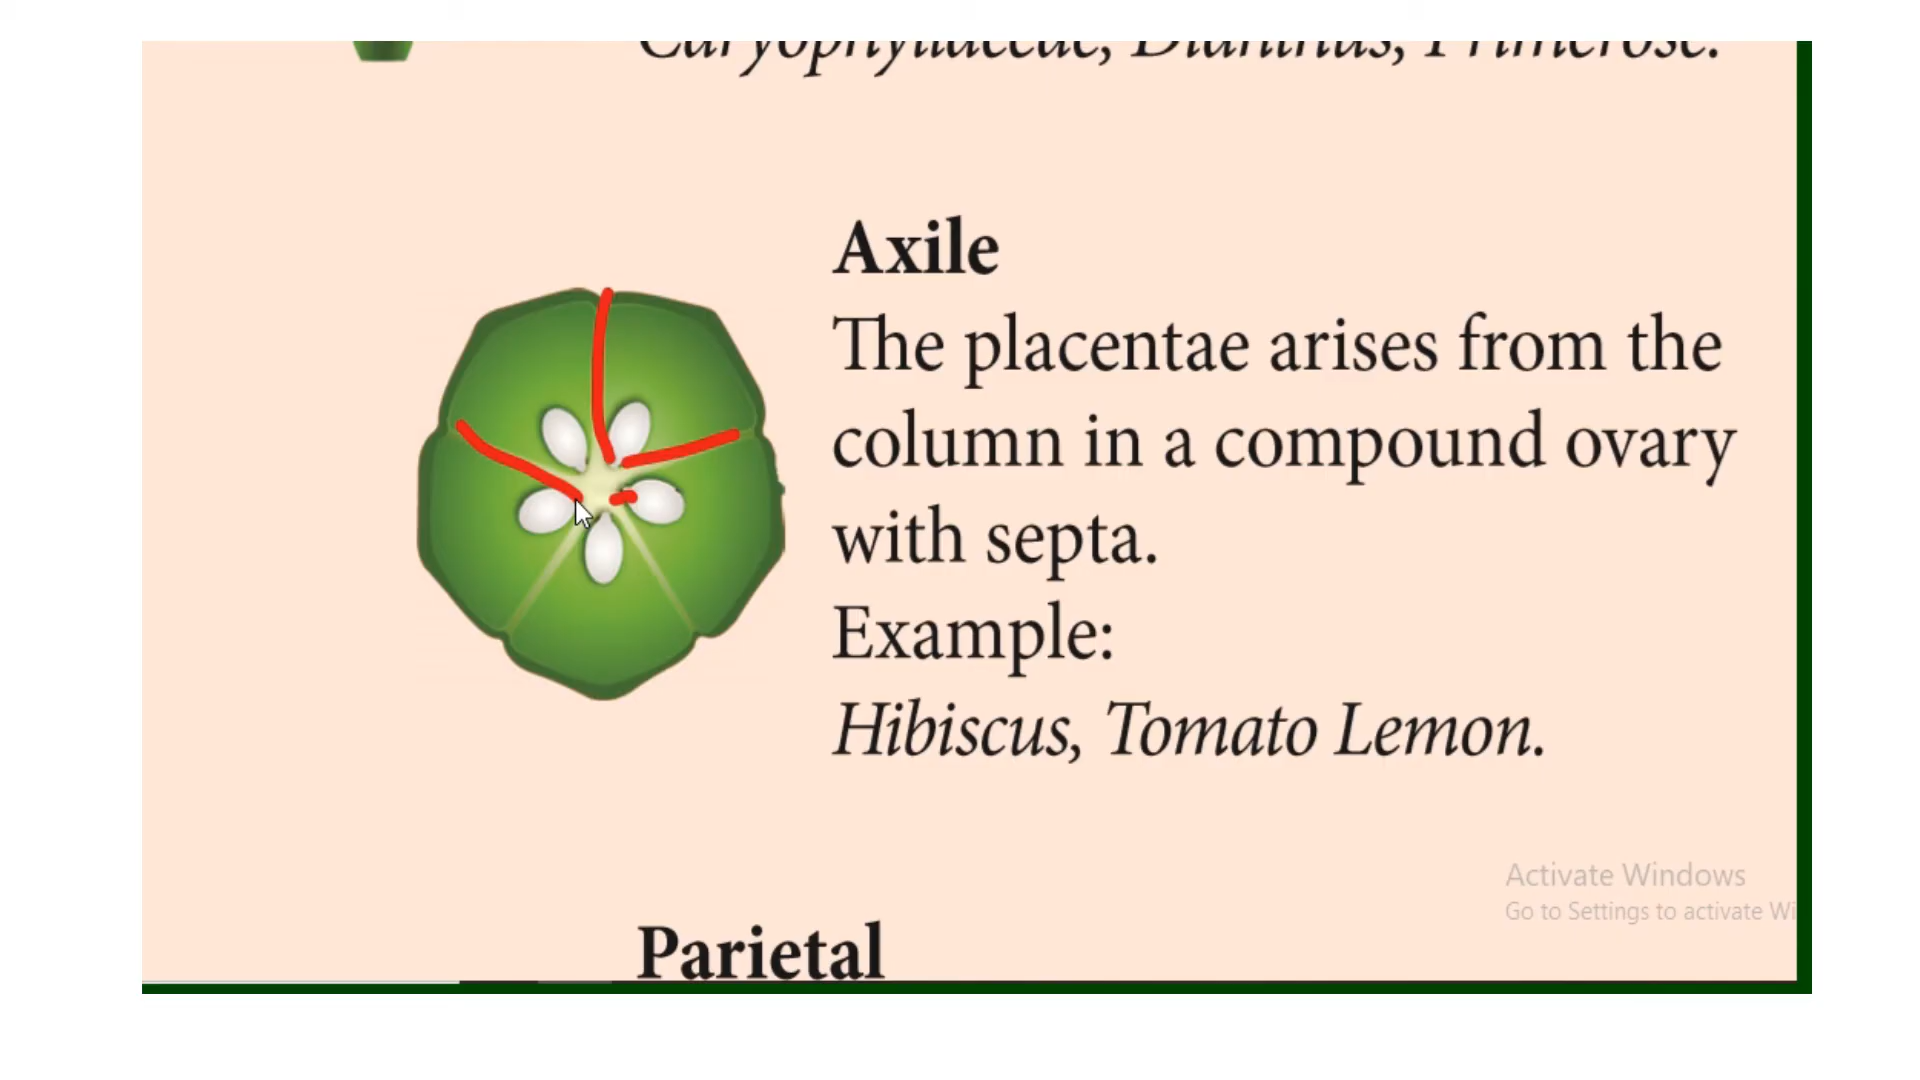 Caryophyllaceae, Dianthus, Primerose.
Axile
The placentae arises from the
column in a compound ovary
with septa.
Example:
Hibiscus, Tomato Lemon.
Activate Windows
Go to Settings to activate Wi
Parietal